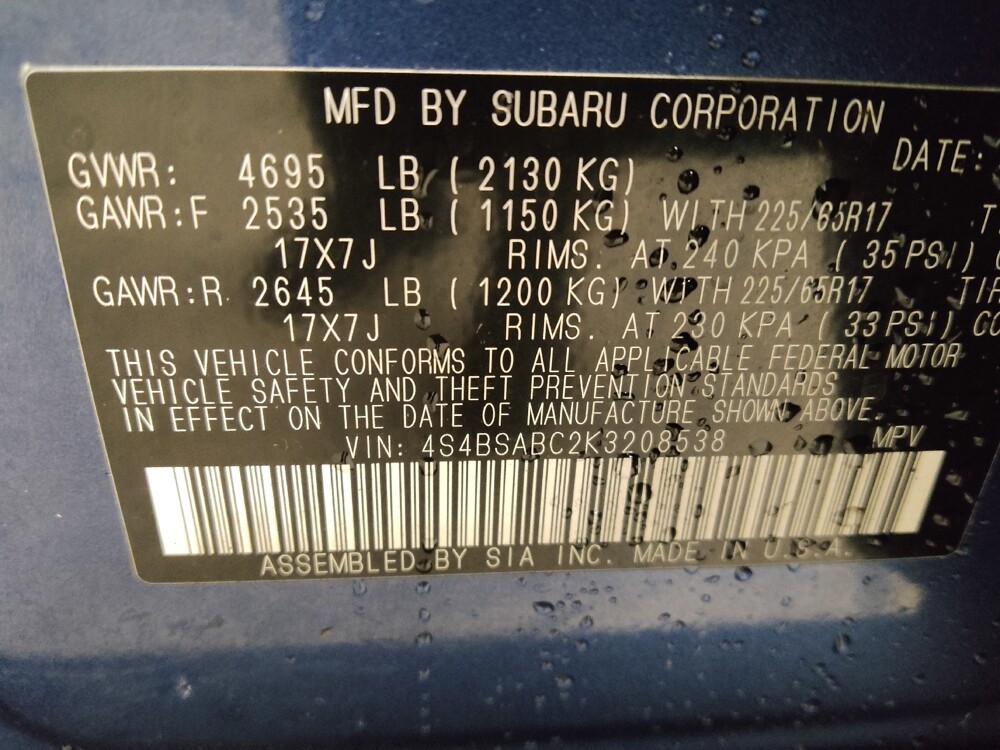 MFD BY SUBARU CORPORATION
DATE:
GVWR: 4695 LB ( 2130 KG)
GAWR:F 2535 LB ( 1150 KG) WITH 225/65R17
17X7J RIMS. AT 240 KPA ( 35 PSI)
GAWR:R 2645 LB ( 1200 KG) WITH 225/65R17
17X7J RIMS. AT 230 KPA ( 33 PSI)
THIS VEHICLE CONFORMS TO ALL APPLICABLE FEDERAL MOTOR
VEHICLE SAFETY AND THEFT PREVENTION STANDARDS
IN EFFECT ON THE DATE OF MANUFACTURE SHOWN ABOVE.
VIN: 4S4BSABC2K3208538 MPV
ASSEMBLED BY SIA INC. MADE IN U.S.A.